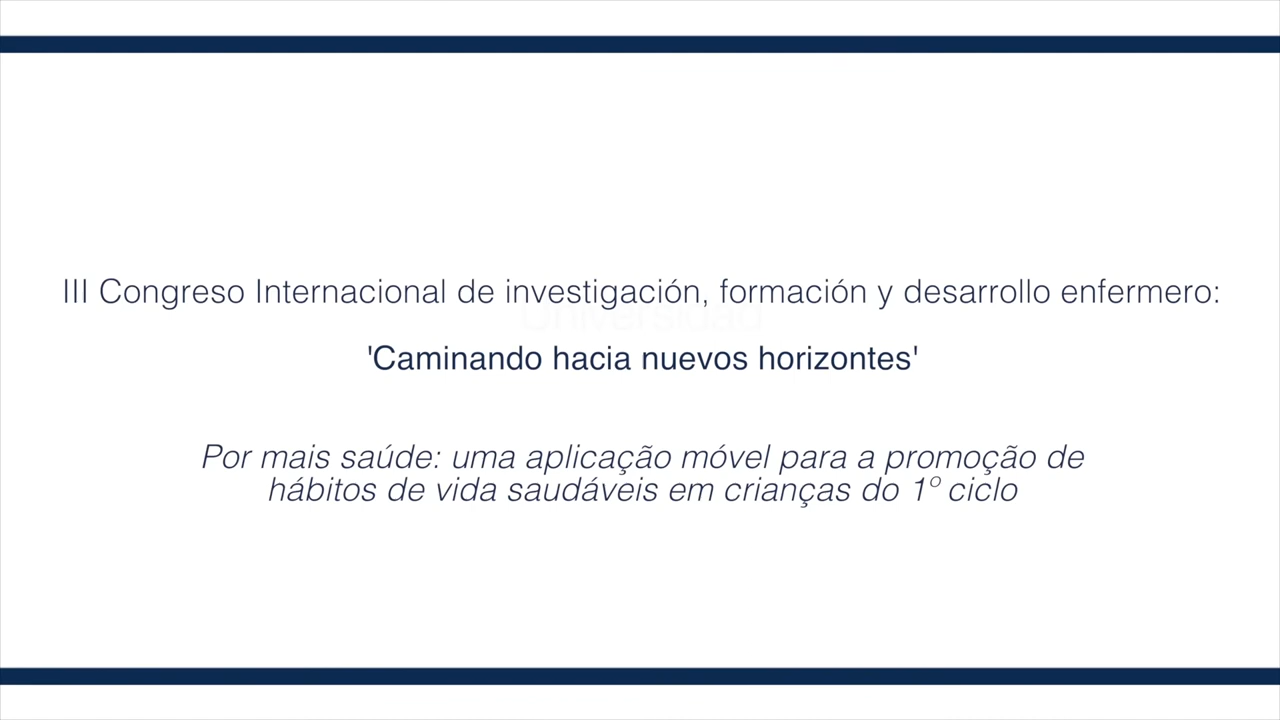 III Congreso Internacional de investigación, formación y desarrollo enfermero:
Universidad
'Caminando hacia nuevos horizontes'
Por mais saúde: uma aplicação móvel para a promoção de
hábitos de vida saudáveis em crianças do 1º ciclo